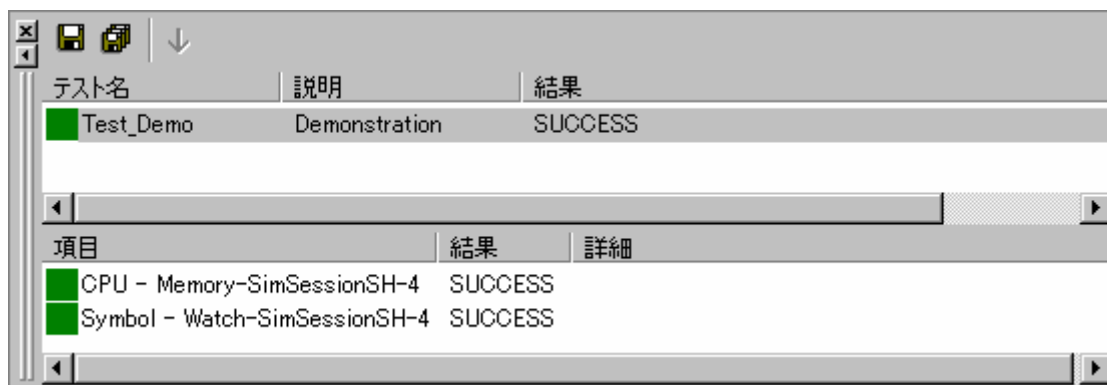 テスト名 説明 結果
Test_Demo Demonstration SUCCESS
項目 結果 詳細
CPU - Memory-SimSessionSH-4 SUCCESS
Symbol - Watch-SimSessionSH-4 SUCCESS